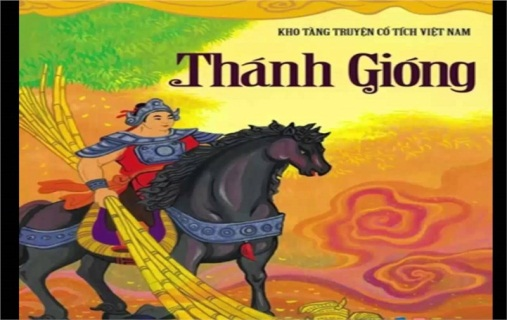 KHO TÀNG TRUYỆN CỔ TÍCH VIỆT NAM
Thánh Gióng